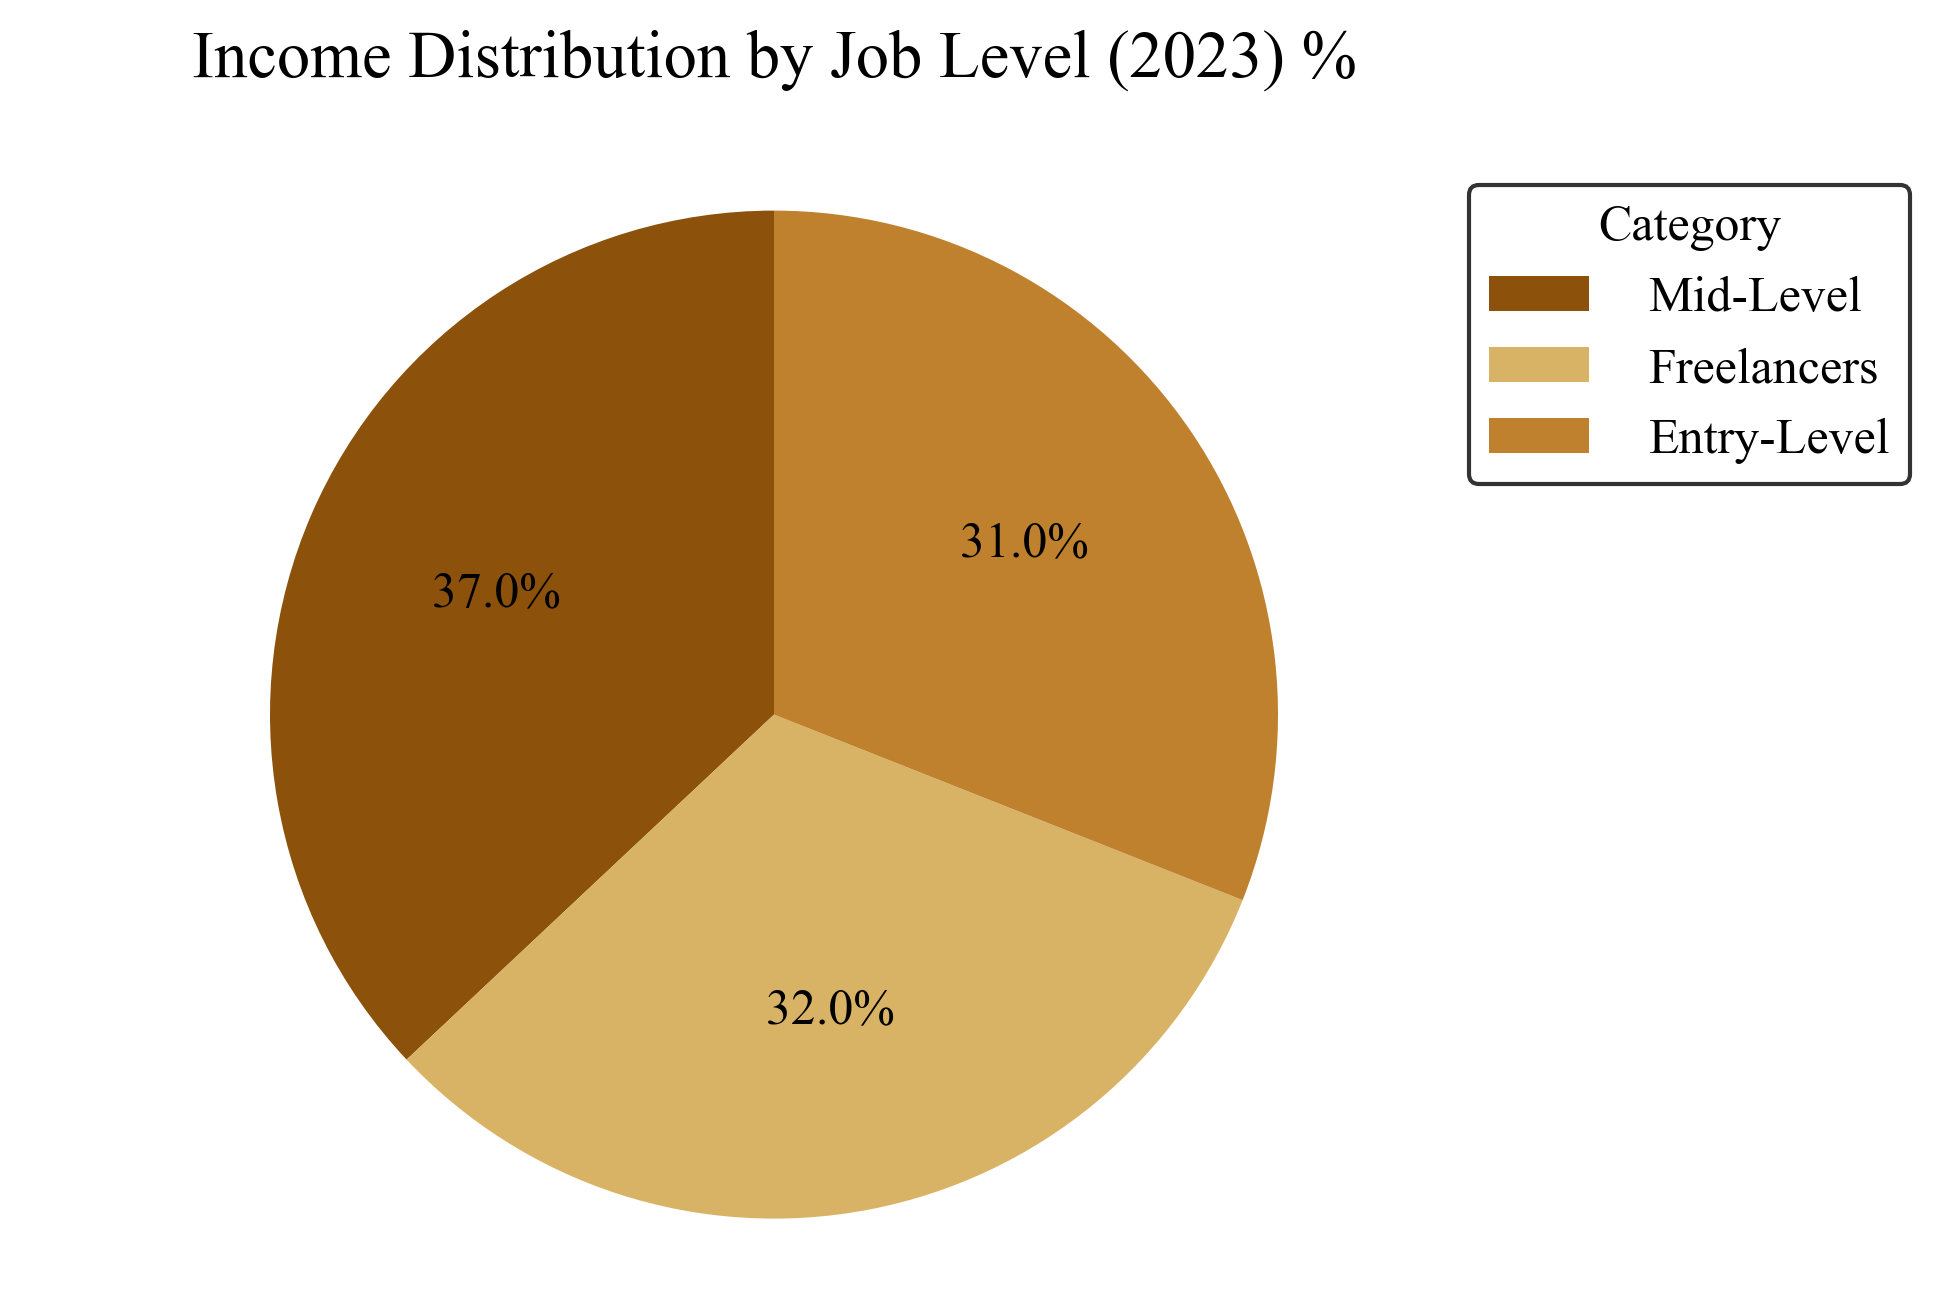 Income Distribution by Job Level (2023) %
Category
Mid-Level
Freelancers
Entry-Level
31.0%
37.0%
32.0%